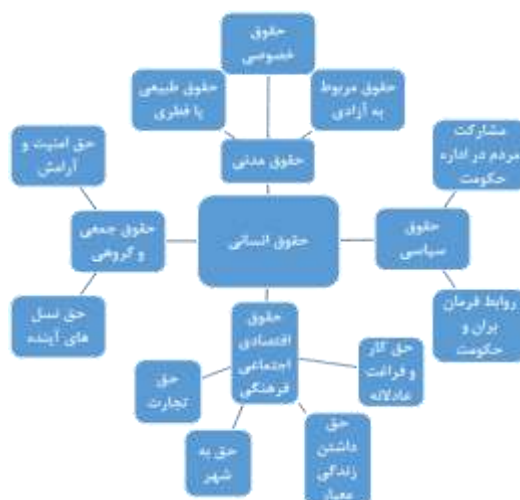 حقوق
خصوصی
حقوق طبیعی
یا فطری
حقوق مربوط
به آزادی
حقوق مدنی
مشارکت
مردم در اداره
حکومت
حق امنیت و
آرامش
حقوق
سیاسی
حقوق انسانی
حقوق جمعی
و گروهی
روابط فرمان
بران و
حکومت
حق نسل
های آینده
حقوق
اقتصادی
اجتماعی
فرهنگی
حق کار
و فراغت
عادلانه
حق
تجارت
حق به
شهر
حق
داشتن
زندگی
معیار